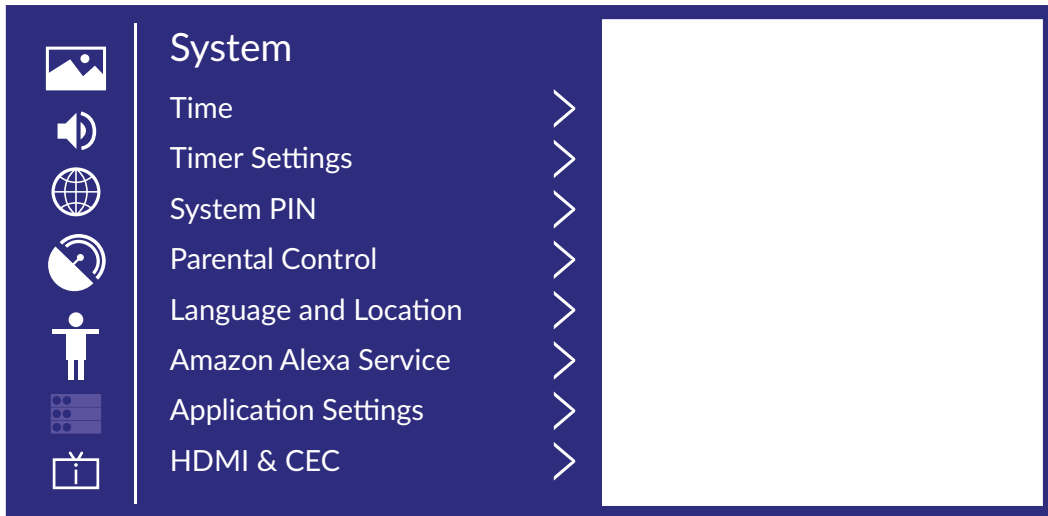 System
Time
Timer Settings
System PIN
Parental Control
Language and Location
Amazon Alexa Service
Application Settings
HDMI & CEC
i